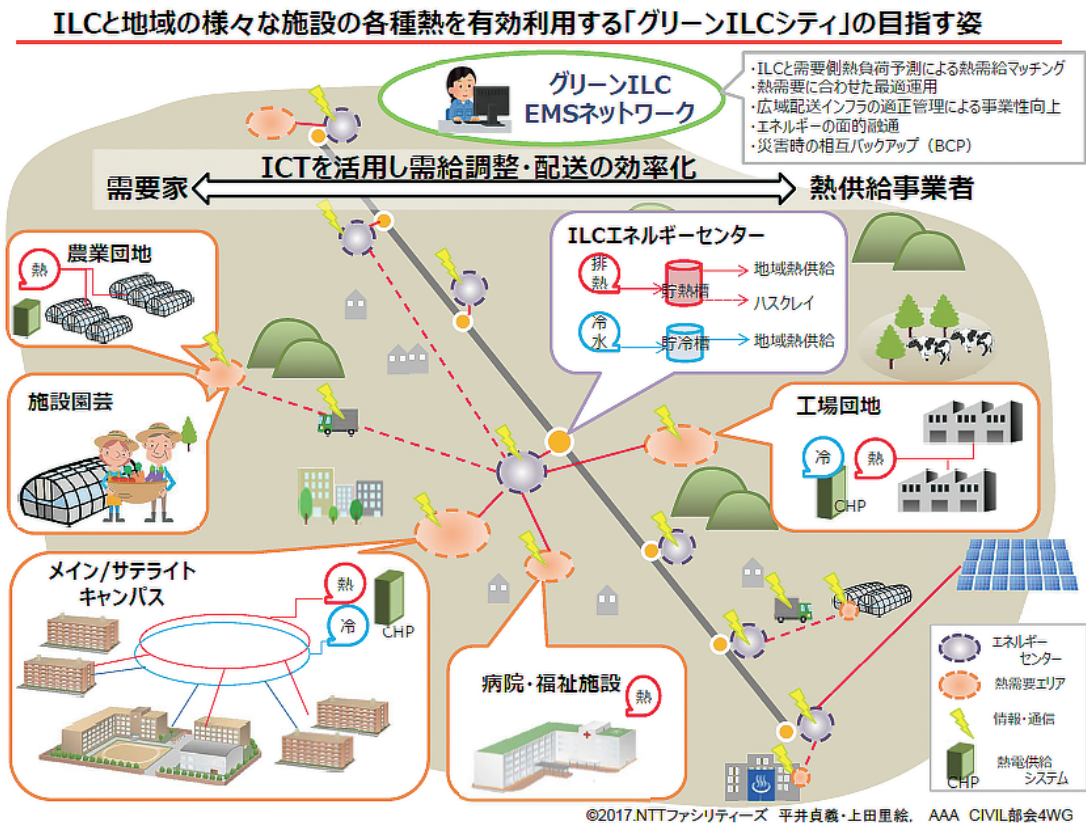 ILCと地域の様々な施設の各種熱を有効利用する「グリーンILCシティ」の目指す姿
グリーンILC
EMSネットワーク
・ILCと需要側熱負荷予測による熱需給マッチング
・熱需要に合わせた最適運用
・広域配送インフラの適正管理による事業性向上
・エネルギーの面的融通
・災害時の相互バックアップ（BCP）
ICTを活用し需給調整・配送の効率化
需要家
熱供給事業者
農業団地
熱
ILCエネルギーセンター
排熱
貯熱槽
地域熱供給
ハスクレイ
冷水
貯冷槽
地域熱供給
施設園芸
工場団地
冷
熱
CHP
メイン/サテライト
キャンパス
熱
冷
CHP
病院・福祉施設
熱
エネルギー
センター
熱需要エリア
情報・通信
熱電供給
システム
CHP
©2017.NTTファシリティーズ 平井貞義・上田里絵, AAA CIVIL部会4WG